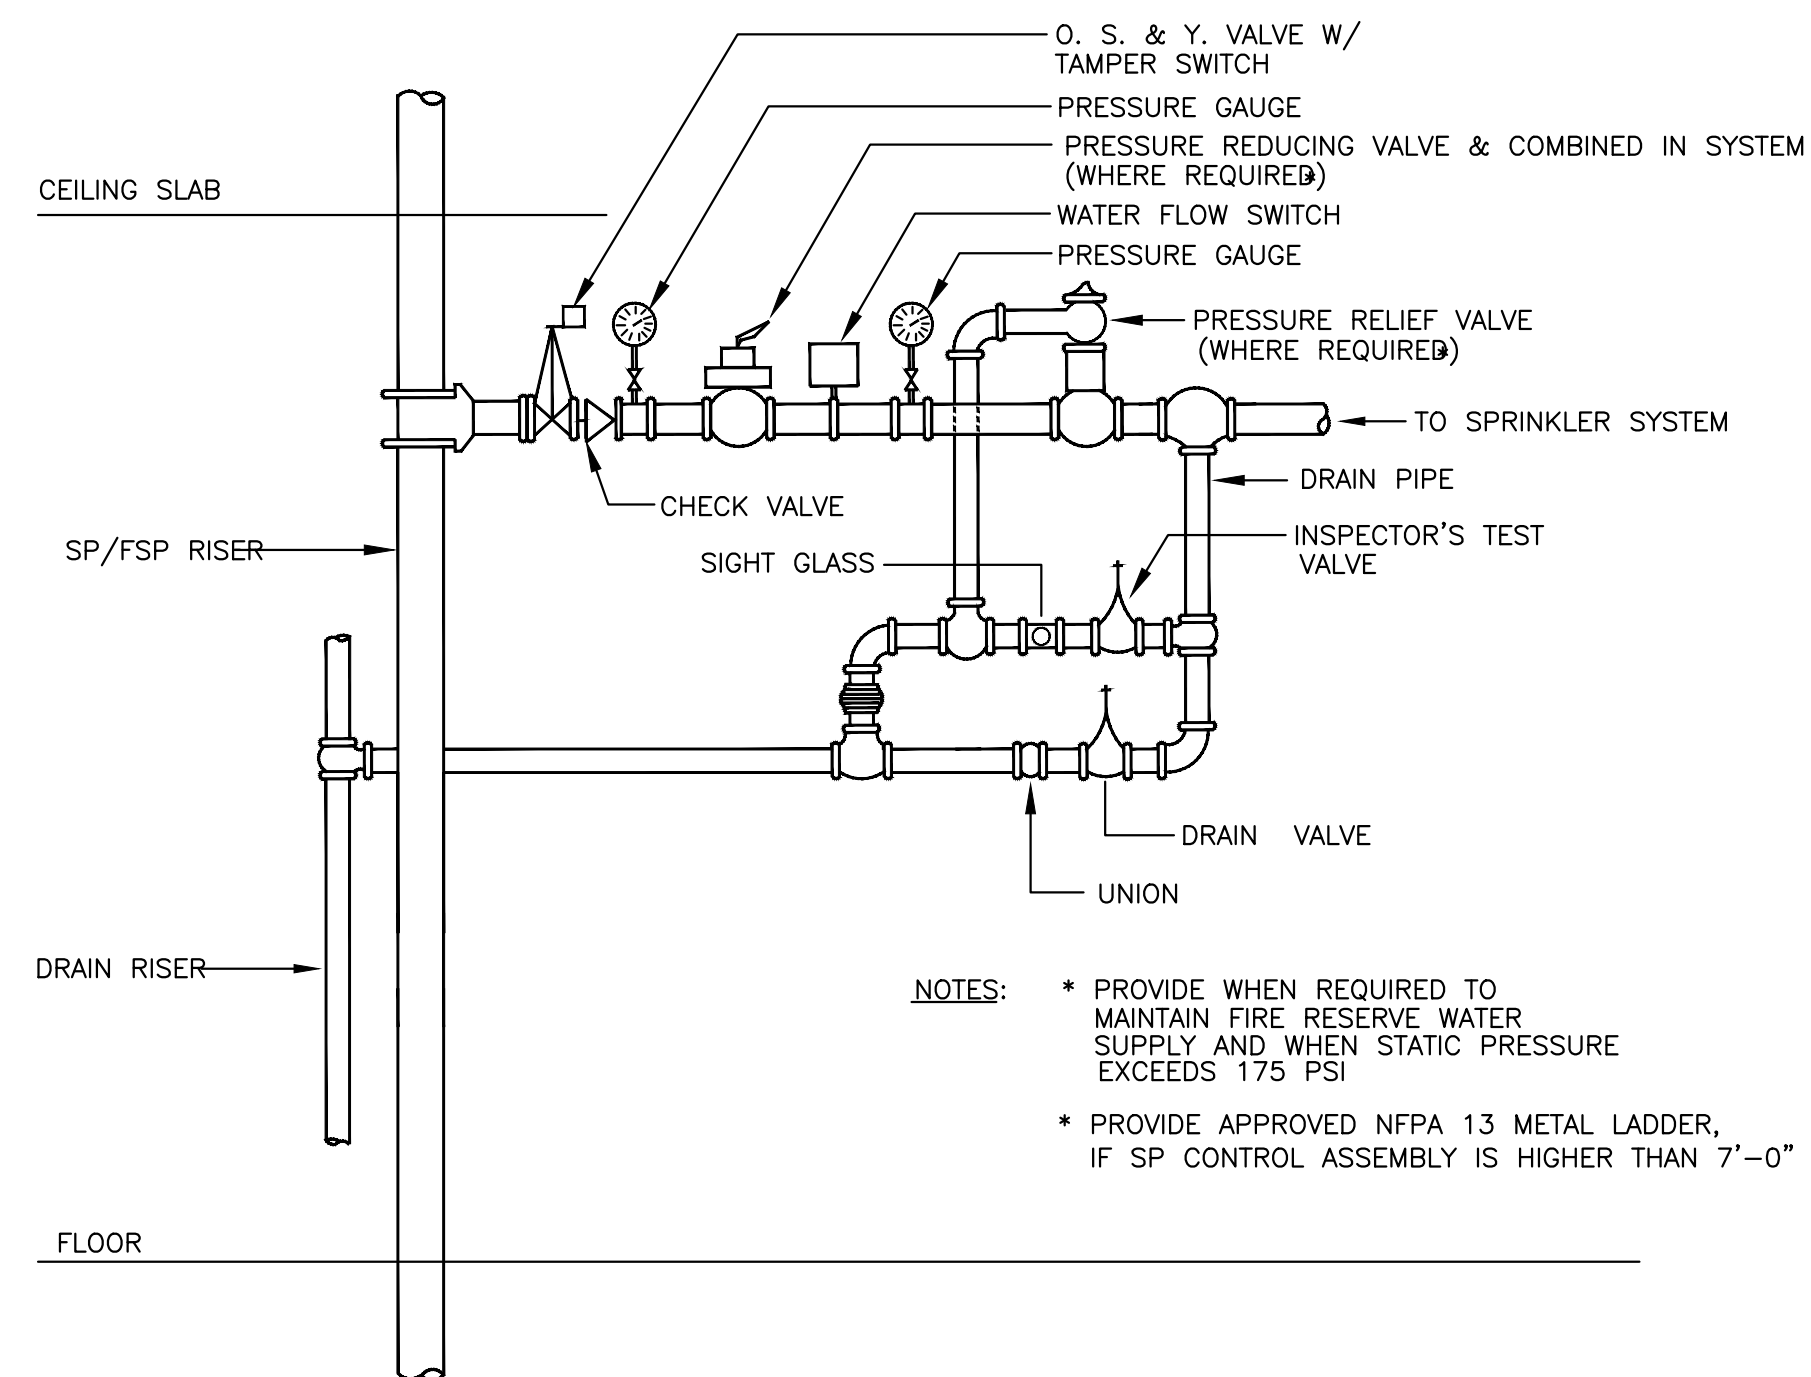 O. S. & Y. VALVE W/
TAMPER SWITCH
PRESSURE GAUGE
PRESSURE REDUCING VALVE & COMBINED IN SYSTEM
(WHERE REQUIRED*)
CEILING SLAB
WATER FLOW SWITCH
PRESSURE GAUGE
PRESSURE RELIEF VALVE
(WHERE REQUIRED*)
TO SPRINKLER SYSTEM
DRAIN PIPE
CHECK VALVE
INSPECTOR'S TEST
VALVE
SP/FSP RISER
SIGHT GLASS
DRAIN VALVE
UNION
DRAIN RISER
NOTES: * PROVIDE WHEN REQUIRED TO
MAINTAIN FIRE RESERVE WATER
SUPPLY AND WHEN STATIC PRESSURE
EXCEEDS 175 PSI
* PROVIDE APPROVED NFPA 13 METAL LADDER,
IF SP CONTROL ASSEMBLY IS HIGHER THAN 7'-0"
FLOOR